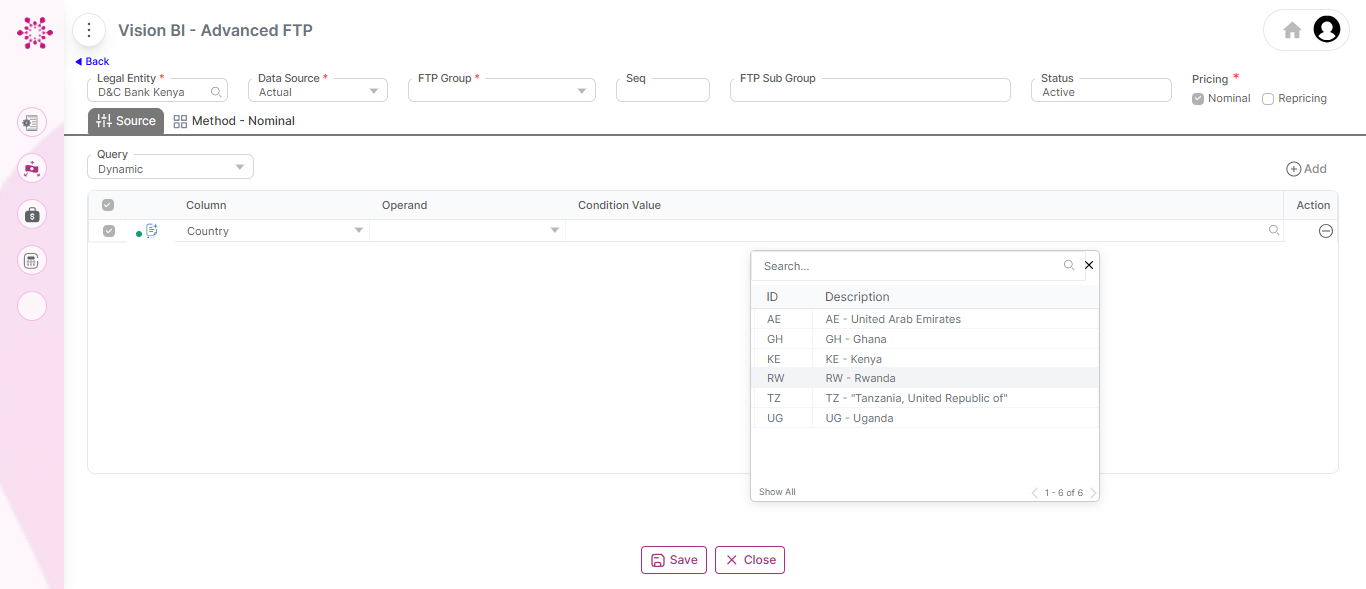 Vision BI - Advanced FTP
Back
Legal Entity * Data Source * FTP Group * Seq FTP Sub Group Status Pricing *
D&C Bank Kenya Actual Active Nominal Repricing
Source Method - Nominal
Query
Dynamic
Add
Column Operand Condition Value Action
Country
Search...
ID Description
AE AE - United Arab Emirates
GH GH - Ghana
KE KE - Kenya
RW RW - Rwanda
TZ TZ - "Tanzania, United Republic of"
UG UG - Uganda
Show All 1 - 6 of 6
Save Close